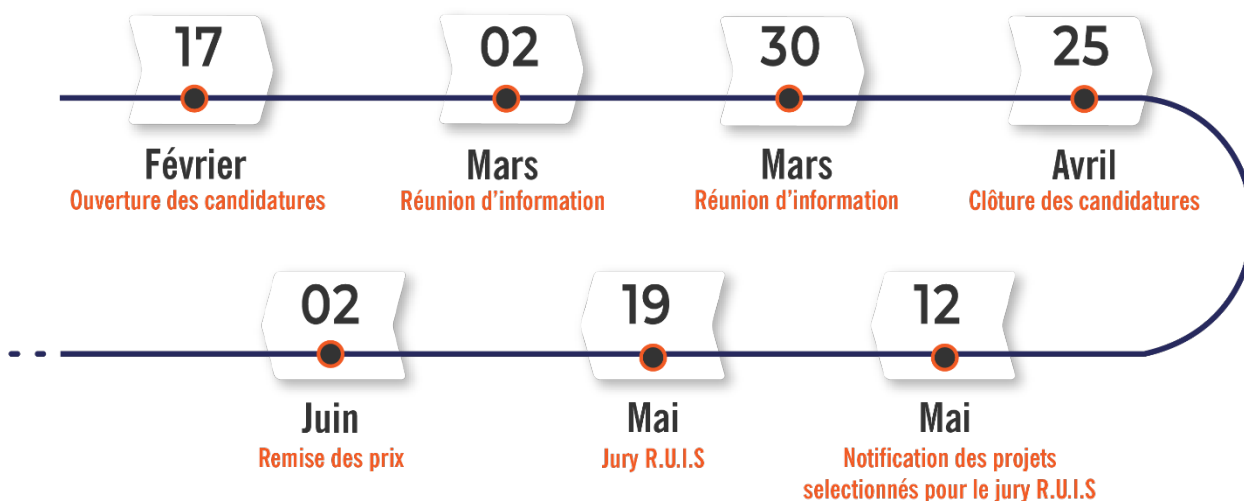 17
Février
Ouverture des candidatures
02
Mars
Réunion d'information
30
Mars
Réunion d'information
25
Avril
Clôture des candidatures
12
Mai
Notification des projets
selectionnés pour le jury R.U.I.S
19
Mai
Jury R.U.I.S
02
Juin
Remise des prix